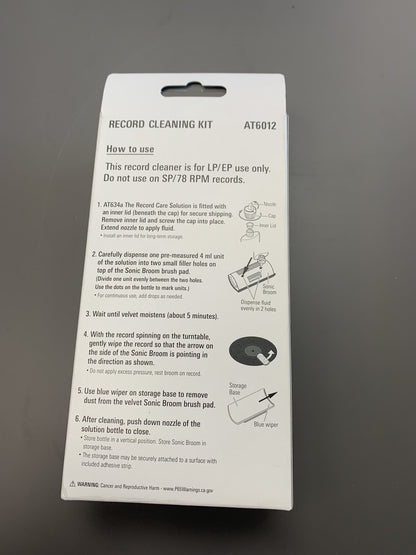 RECORD CLEANING KIT AT6012
How to use
This record cleaner is for LP/EP use only.
Do not use on SP/78 RPM records.
1. AT634a The Record Care Solution is fitted with
an inner lid (beneath the cap) for secure shipping.
Remove inner lid and screw the cap into place.
Extend nozzle to apply fluid.
• Install an inner lid for long-term storage.
Nozzle
Cap
Inner Lid
2. Carefully dispense one pre-measured 4 ml unit
of the solution into two small filler holes on
top of the Sonic Broom brush pad.
(Divide one unit evenly between the two holes.
Use the dots on the bottle to mark units.)
• For continuous use, add drops as needed.
Sonic
Broom
Dispense fluid
evenly in 2 holes
3. Wait until velvet moistens (about 5 minutes).
4. With the record spinning on the turntable,
gently wipe the record so that the arrow on
the side of the Sonic Broom is pointing in
the direction as shown.
• Do not apply excess pressure, rest broom on record.
5. Use blue wiper on storage base to remove
dust from the velvet Sonic Broom brush pad.
Storage
Base
Blue wiper
6. After cleaning, push down nozzle of the
solution bottle to close.
• Store bottle in a vertical position. Store Sonic Broom in
storage base.
• The storage base may be securely attached to a surface with
included adhesive strip.
⚠ WARNING: Cancer and Reproductive Harm - www.P65Warnings.ca.gov